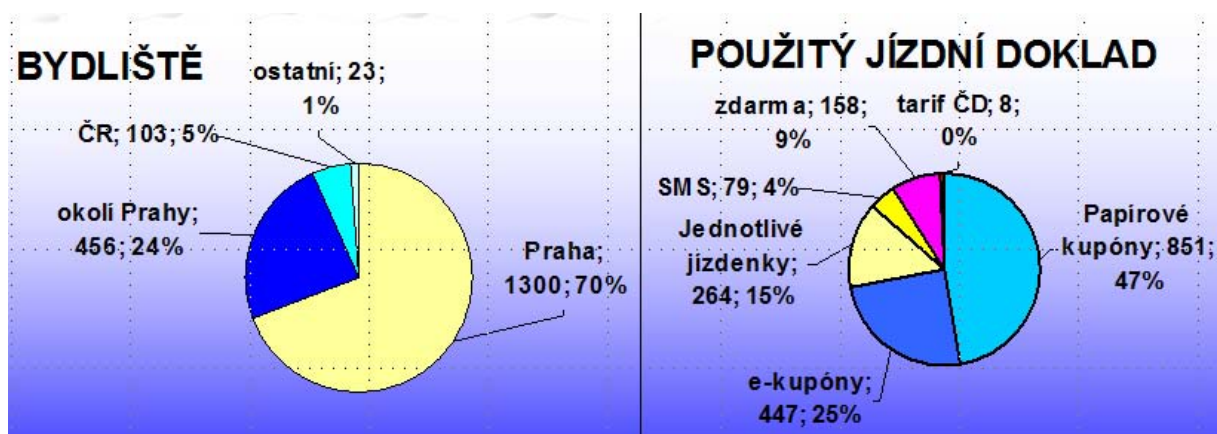 BYDLIŠTĚ
ostatní; 23;
1%
ČR; 103; 5%
okolí Prahy;
456; 24%
Praha;
1300; 70%
POUŽITÝ JÍZDNÍ DOKLAD
zdarma; 158;
9%
tarif ČD; 8;
0%
SMS; 79; 4%
Jednotlivé
jízdenky;
264; 15%
Papírové
kupóny; 851;
47%
e-kupóny;
447; 25%